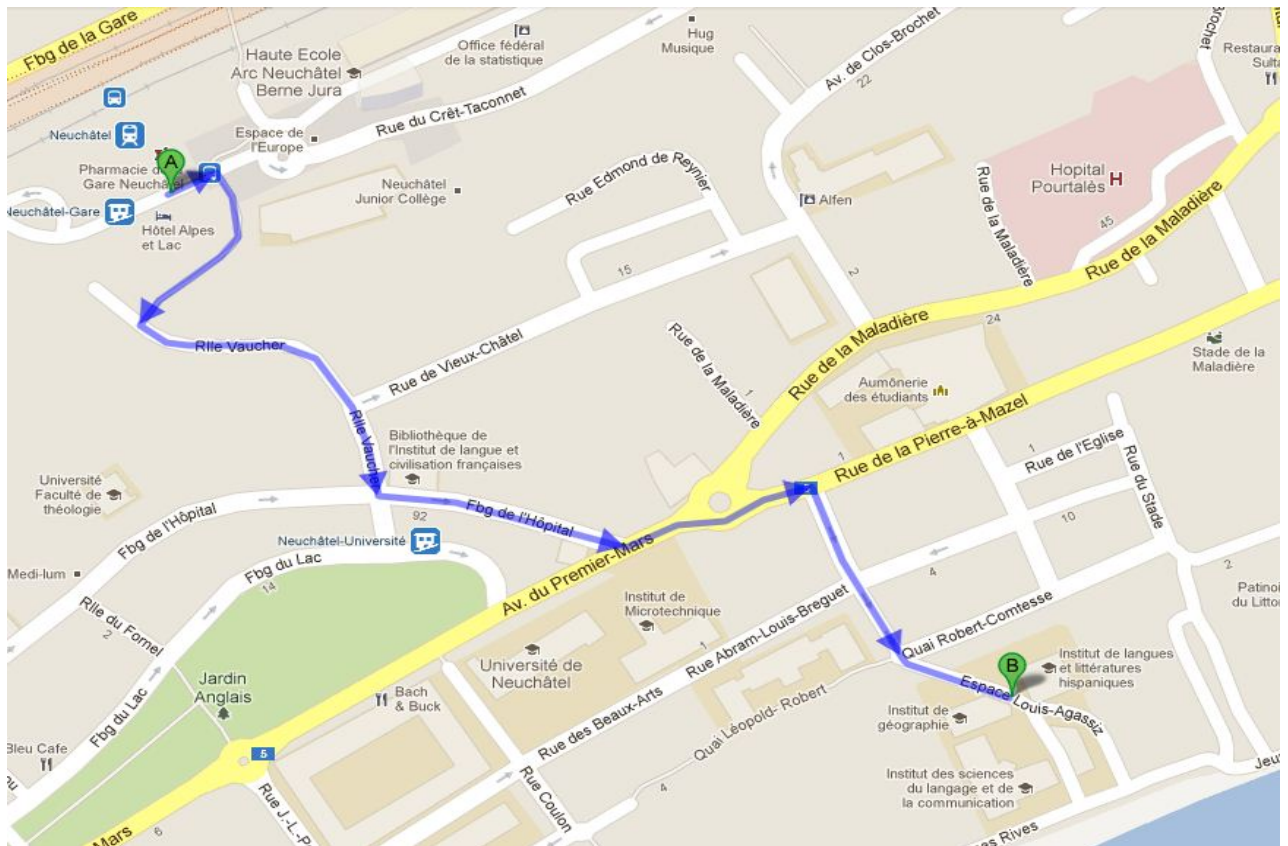 Fbg de la Gare
Haute Ecole
Arc Neuchâtel
Berne Jura
Office fédéral
de la statistique
Hug
Musique
Av. de Clos-Brochet
22
Brochet
Restaura
Sulta
Neuchâtel
Espace de
l'Europe
Rue du Crêt-Taconnet
A
Pharmacie d
Gare Neuchâtel
Neuchâtel-Gare
Hôtel Alpes
et Lac
Neuchâtel
Junior Collège
Rue Edmond de Reynier
15
Alfen
2
Rue de la Maladière
Hopital
Pourtalès
H
45
Rue de la Maladière
Rlle Vaucher
Rue de Vieux-Châtel
Rue de la Maladière
1
Rue de la Maladière
24
Stade de la
Maladière
Aumônerie
des étudiants
Rlle Vaucher
Bibliothèque de
l'Institut de langue et
civilisation françaises
1
Rue de la Pierre-à-Mazel
1
Rue de l'Eglise
Rue du Stade
Université
Faculté de
théologie
Fbg de l'Hôpital
92
Fbg de l'Hôpital
10
Neuchâtel-Université
Medi-lum
Fbg du Lac
14
Av. du Premier-Mars
4
2
Patinoi
du Littor
Rlle du Fornel
2
Institut de
Microtechnique
1
Rue Abram-Louis-Breguet
Quai Robert-Comtesse
Université de
Neuchâtel
B
Institut de langues
et littératures
hispaniques
Jardin
Anglais
Fbg du Lac
Bach
& Buck
Rue des Beaux-Arts
Quai Léopold-Robert
Espace Louis-Agassiz
Institut de
géographie
Bleu Cafe
5
Rue J.-L.-P
Rue Coulon
4
Institut des sciences
du langage et de
la communication
Jeu
Mars
6
Rives